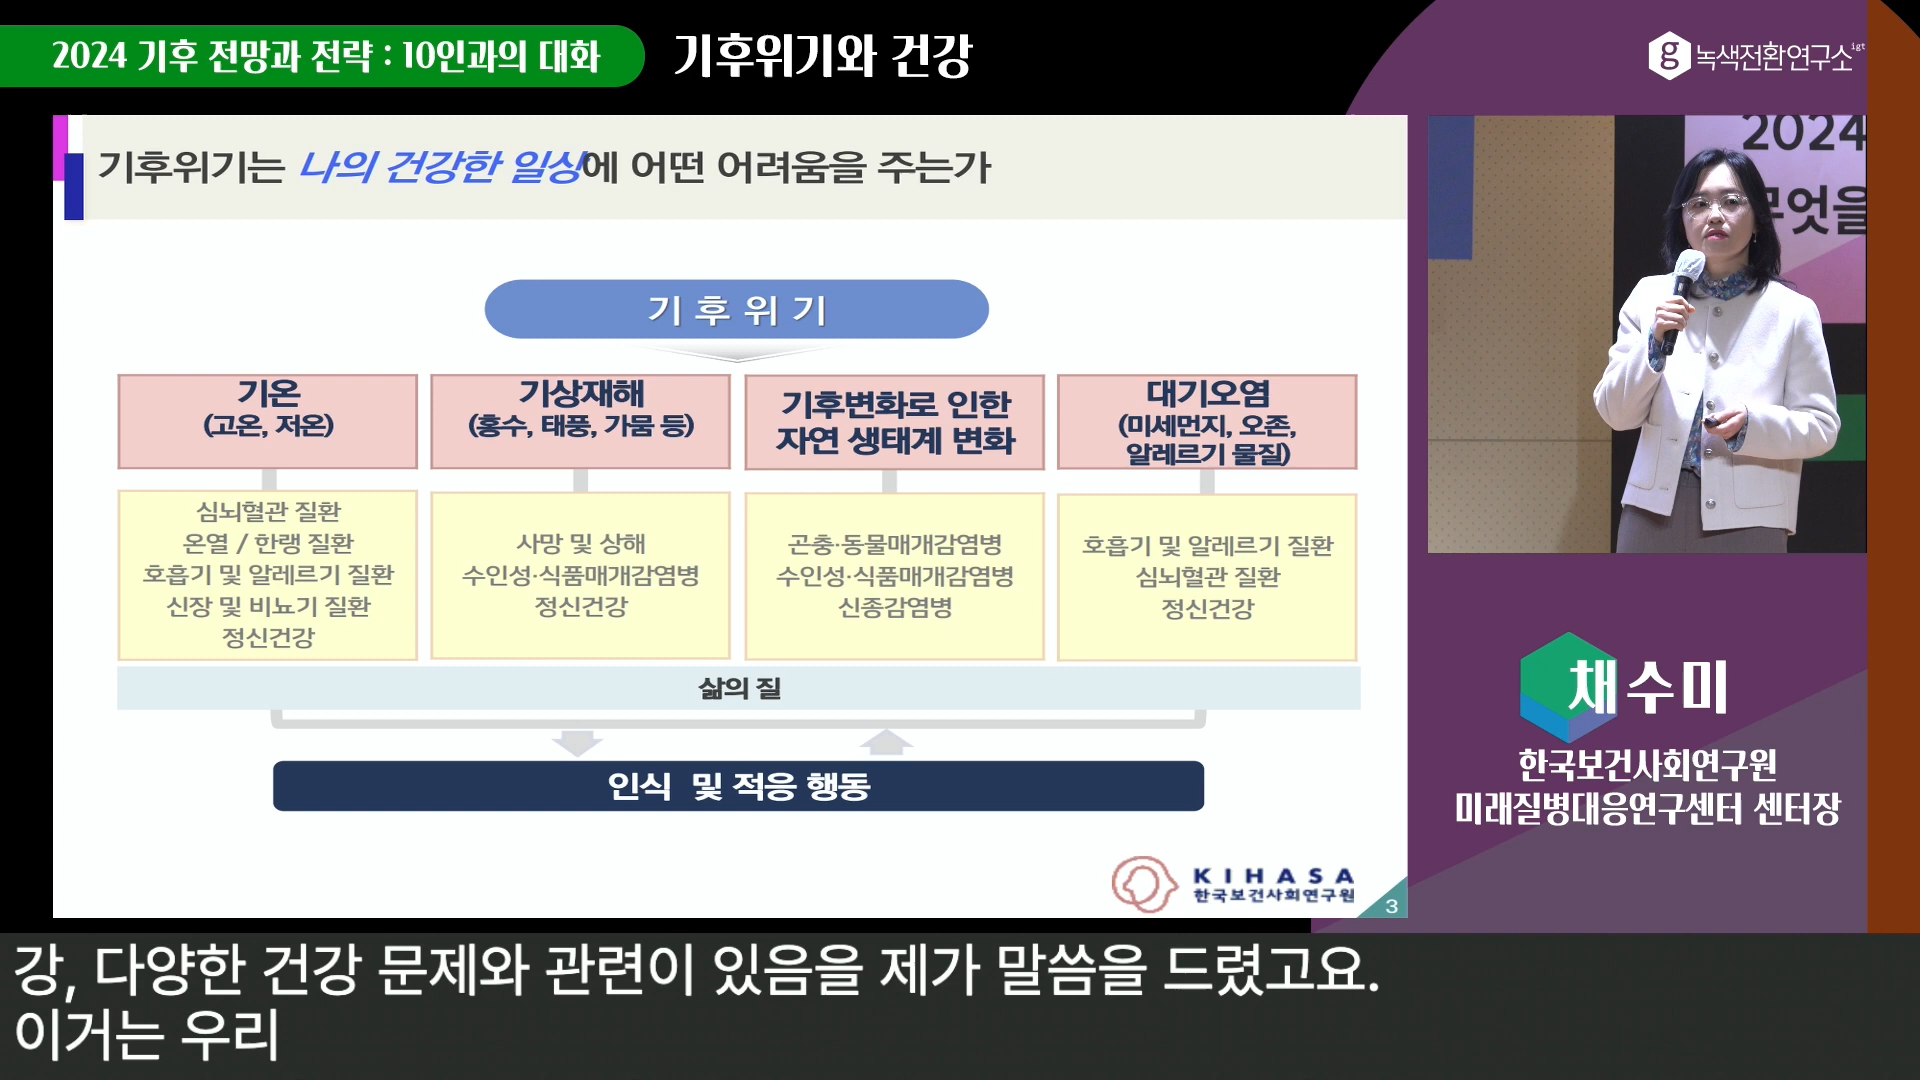 2024 기후 전망과 전략 : 10인과의 대화
기후위기와 건강
g 녹색전환연구소 igt
기후위기는 나의 건강한 일상에 어떤 어려움을 주는가
기후위기
기온
(고온, 저온)
기상재해
(홍수, 태풍, 가뭄 등)
기후변화로 인한
자연 생태계 변화
대기오염
(미세먼지, 오존,
알레르기 물질)
심뇌혈관 질환
온열 / 한랭 질환
호흡기 및 알레르기 질환
신장 및 비뇨기 질환
정신건강
사망 및 상해
수인성·식품매개감염병
정신건강
곤충·동물매개감염병
수인성·식품매개감염병
신종감염병
호흡기 및 알레르기 질환
심뇌혈관 질환
정신건강
삶의 질
인식 및 적응 행동
KIHASA
한국보건사회연구원
3
2024
무엇을
채수미
한국보건사회연구원
미래질병대응연구센터 센터장
강, 다양한 건강 문제와 관련이 있음을 제가 말씀을 드렸고요.
이거는 우리